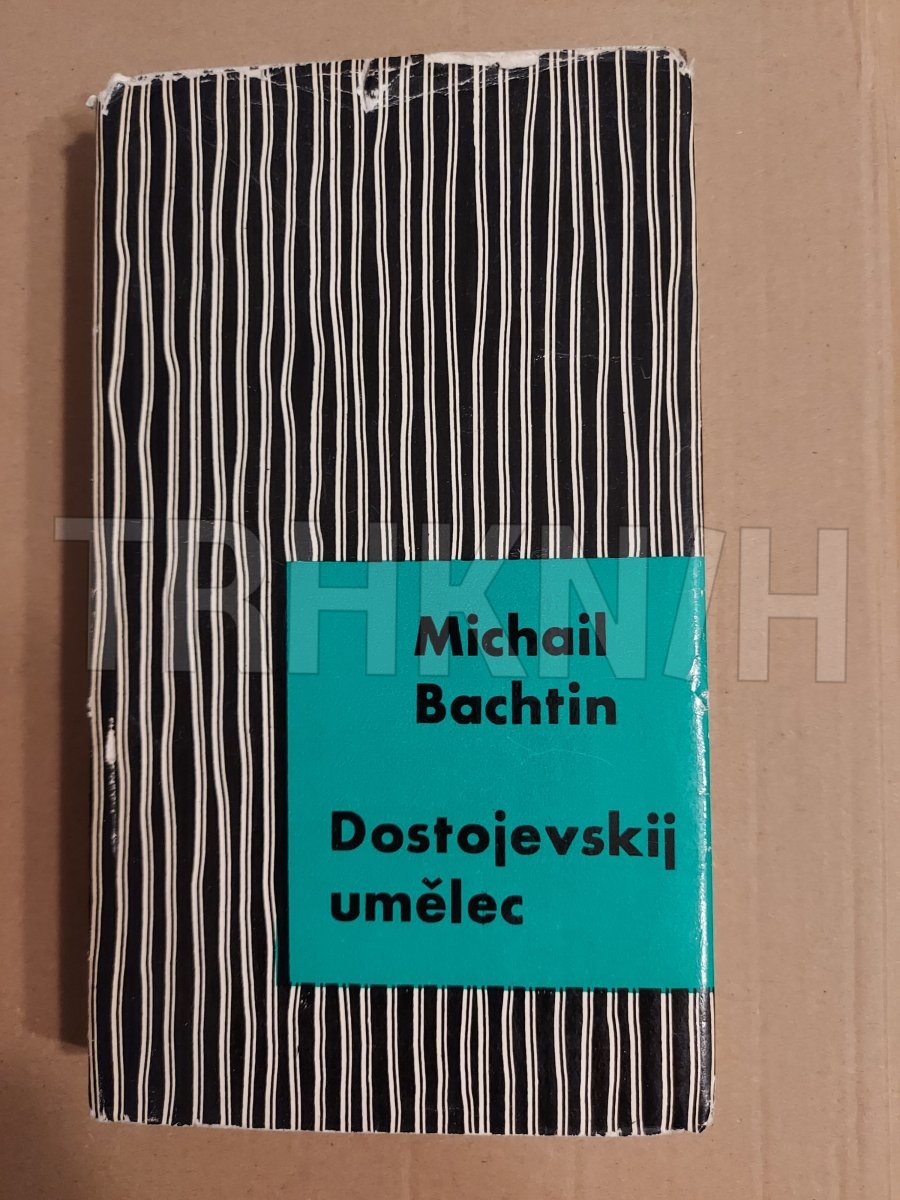 TRHKNIH
Michail
Bachtin
Dostojevskij
umělec